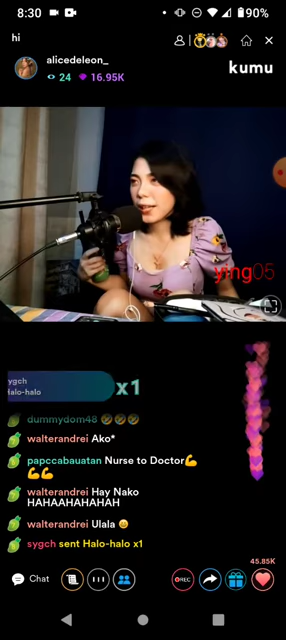 8:30
90%
hi
alicedeleon_
24
16.95K
kumu
ying05
sygch
Halo-halo
x1
dummydom48 🤣🤣🤣
walterandrei Ako*
papccabauatan Nurse to Doctor💪
💪💪
walterandrei Hay Nako
HAHAAHAHAHAH
walterandrei Ulala 😄
sygch sent Halo-halo x1
45.85K
Chat
REC